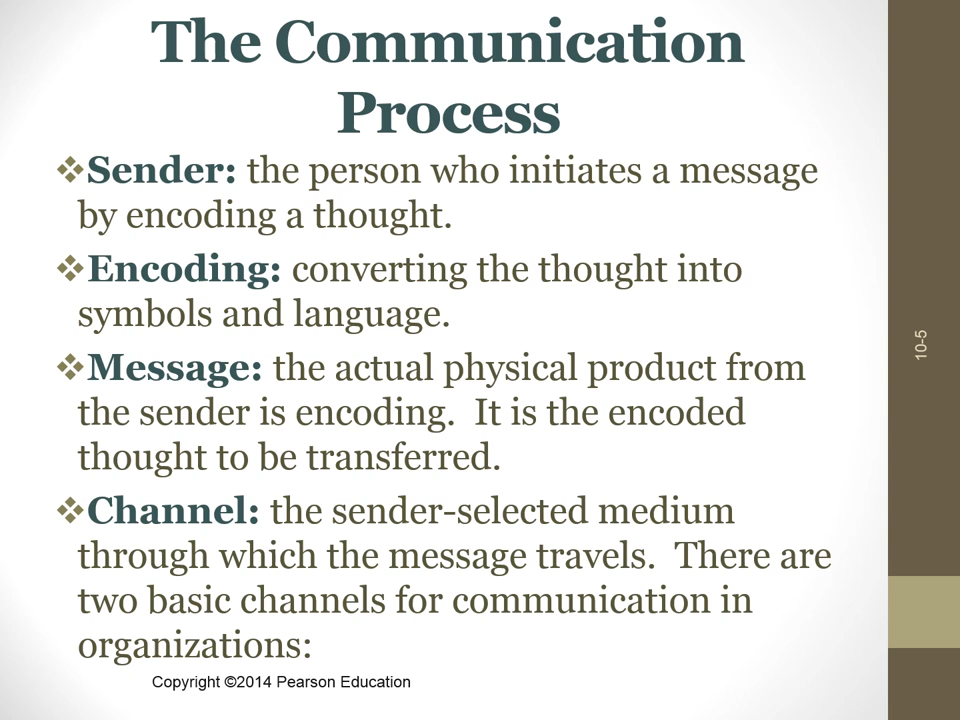 The Communication
Process
❖Sender: the person who initiates a message
by encoding a thought.
❖Encoding: converting the thought into
symbols and language.
❖Message: the actual physical product from
the sender is encoding.  It is the encoded
thought to be transferred.
❖Channel: the sender-selected medium
through which the message travels.  There are
two basic channels for communication in
organizations:
Copyright ©2014 Pearson Education
10-5